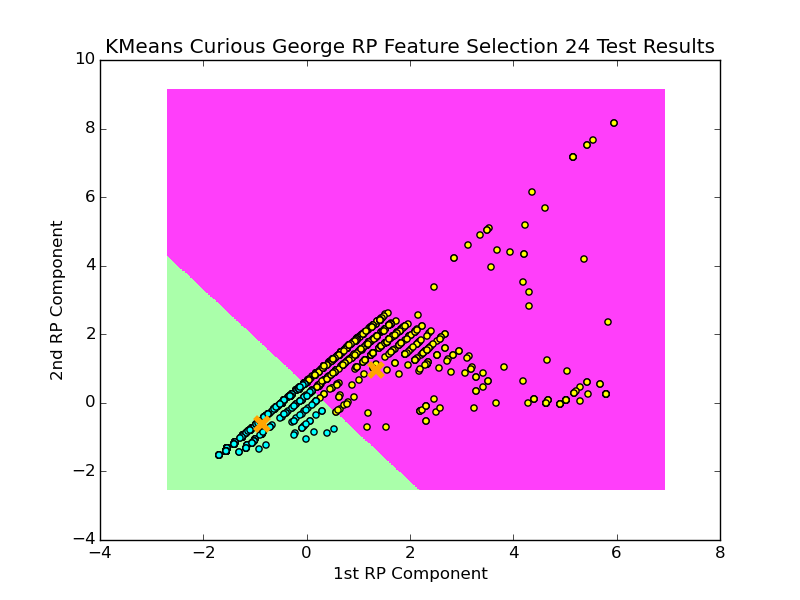 KMeans Curious George RP Feature Selection 24 Test Results
10
8
6
4
2
0
−2
−4
2nd RP Component
−4 −2 0 2 4 6 8
1st RP Component